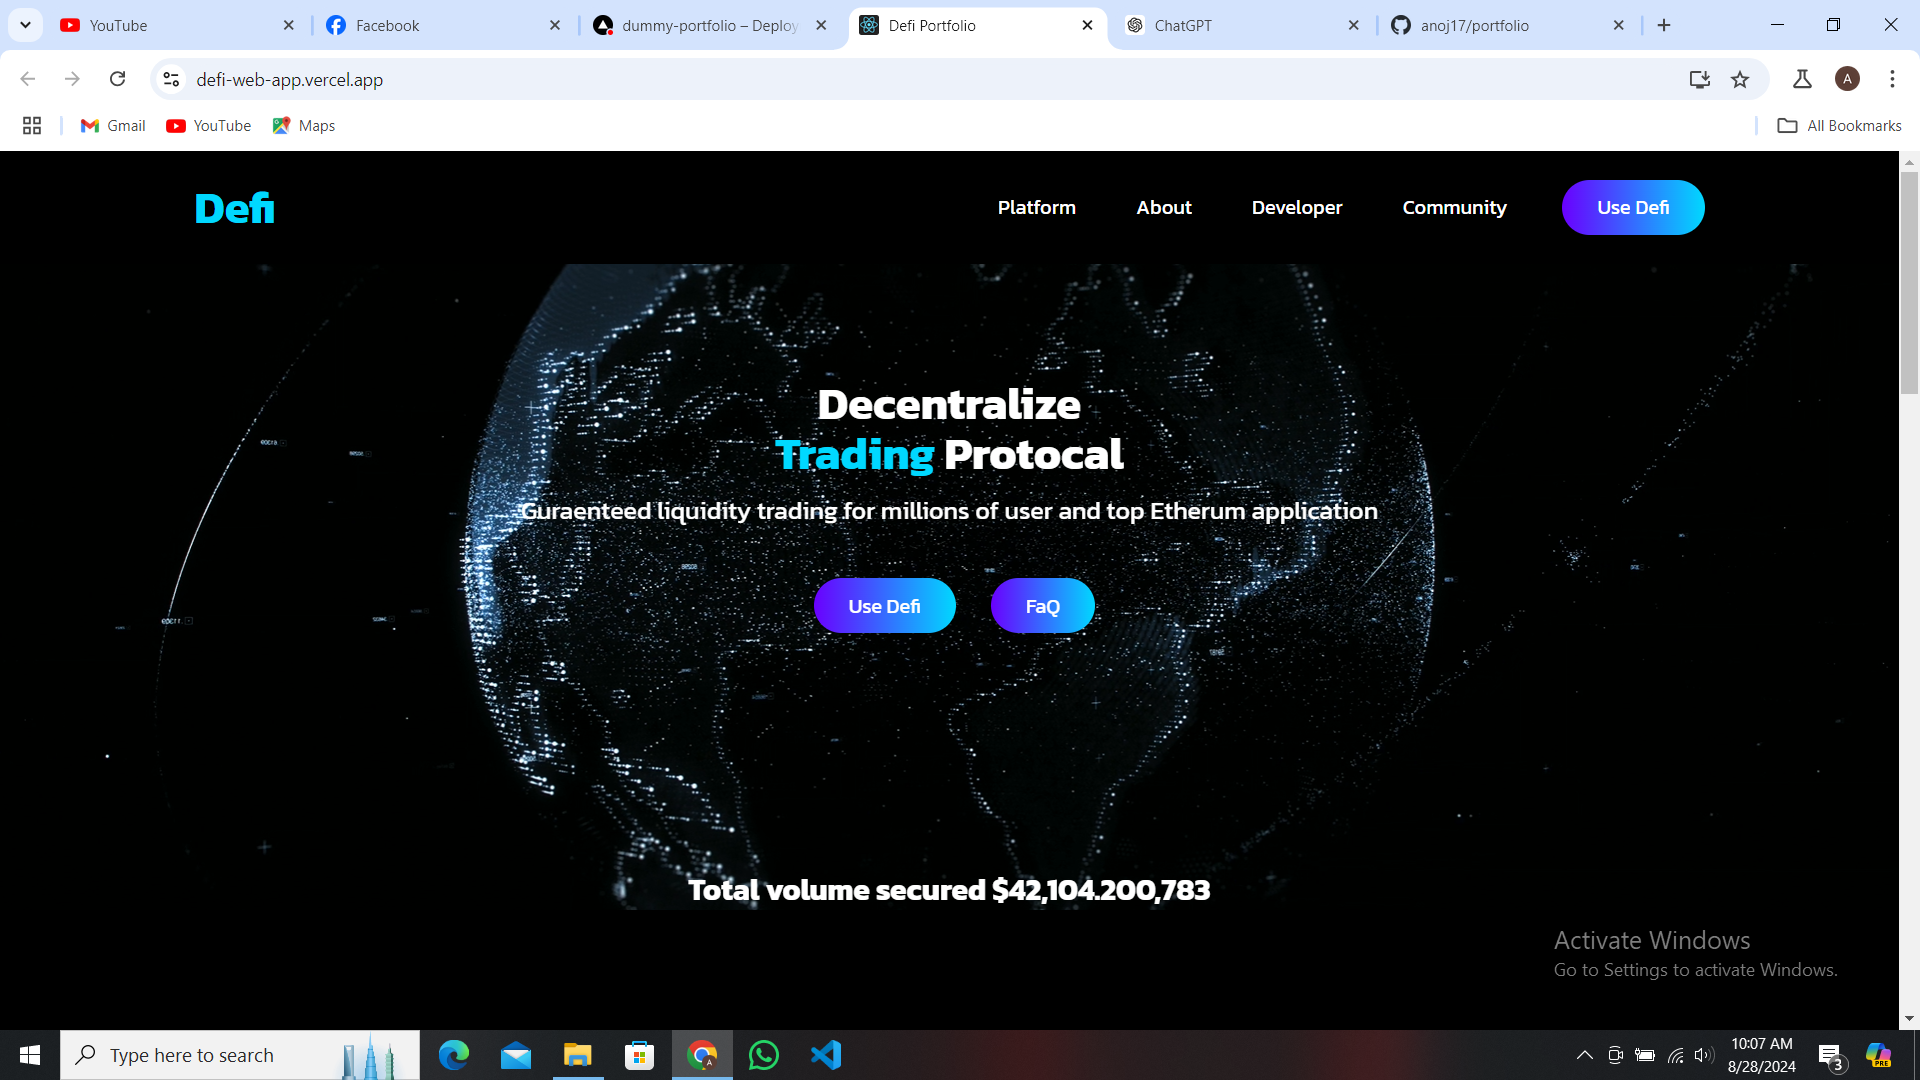 YouTube
Facebook
dummy-portfolio – Deploy
Defi Portfolio
ChatGPT
anoj17/portfolio
defi-web-app.vercel.app
A
Gmail
YouTube
Maps
All Bookmarks
Defi
Platform
About
Developer
Community
Use Defi
Decentralize
Trading Protocal
Guraenteed liquidity trading for millions of user and top Etherum application
Use Defi
FaQ
Total volume secured $42,104.200,783
Activate Windows
Go to Settings to activate Windows.
Type here to search
A
10:07 AM
8/28/2024
3
PRE